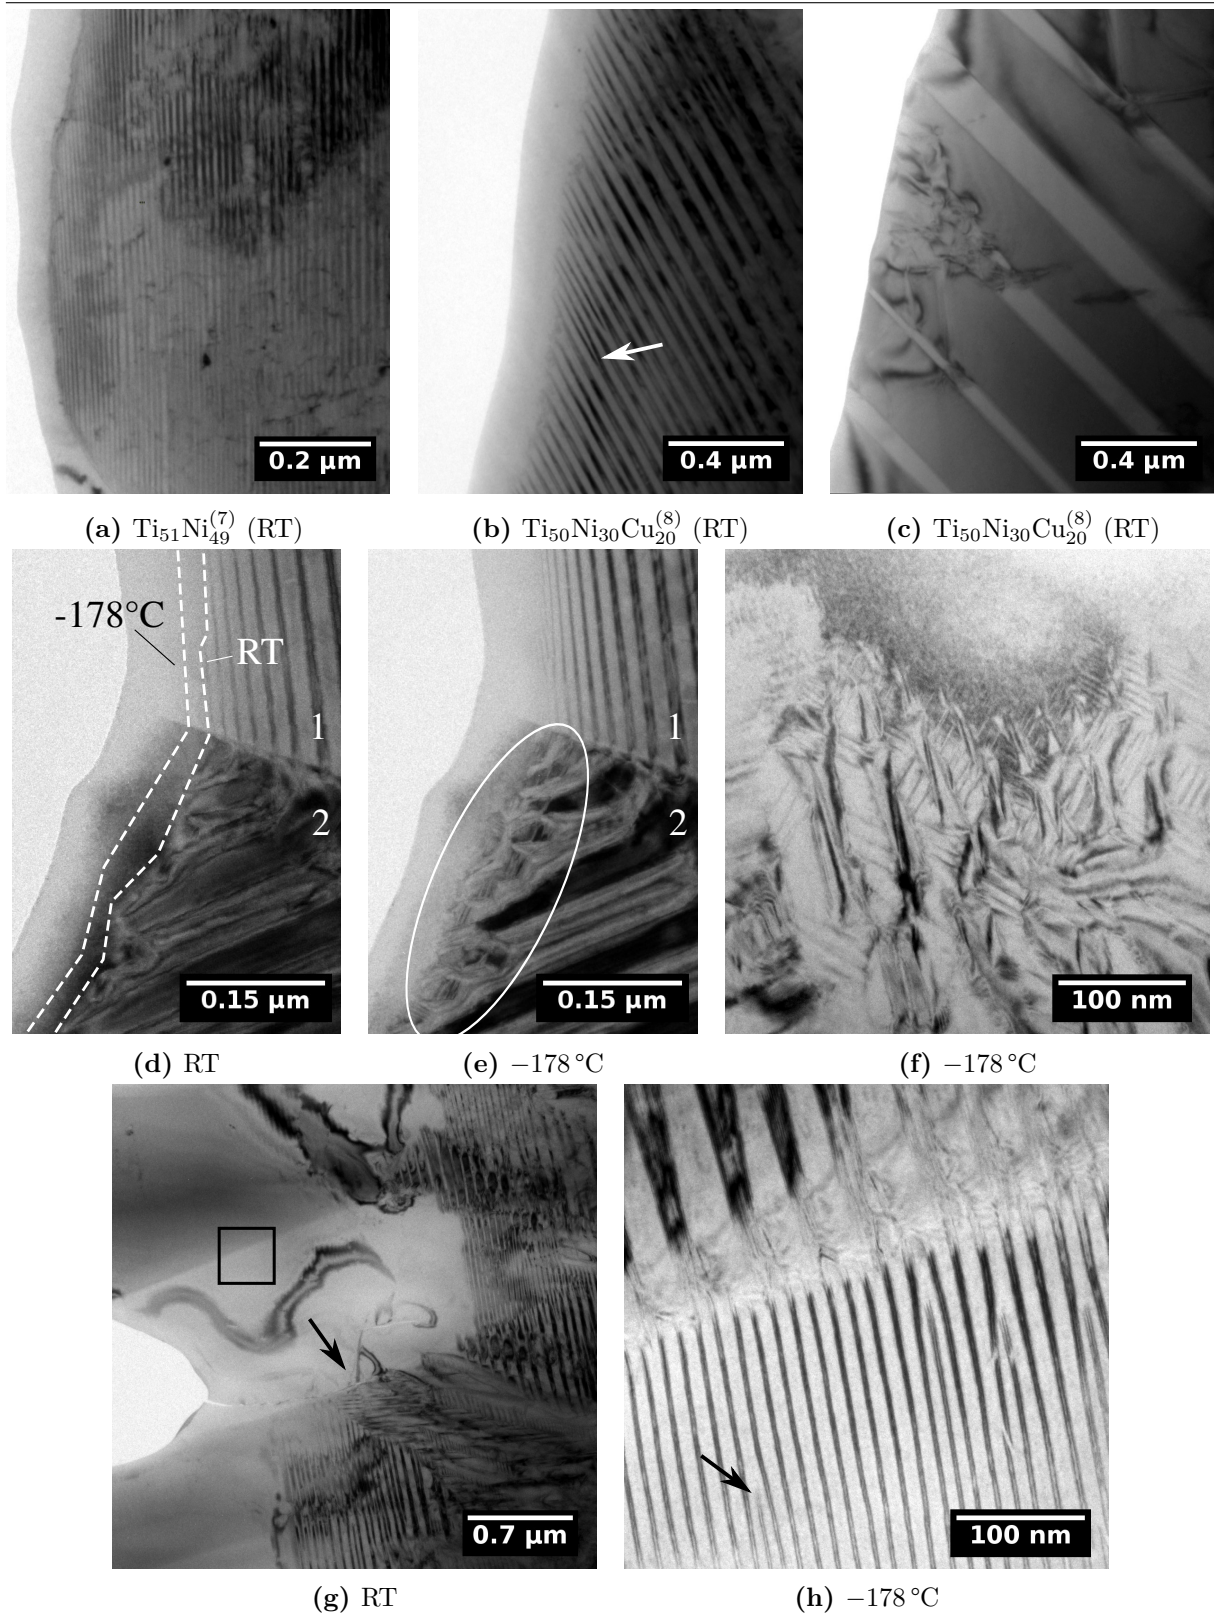 0.2 µm
0.4 µm
0.4 µm
(a) Ti₅₁Ni₄₉⁽⁷⁾ (RT)
(b) Ti₅₀Ni₃₀Cu₂₀⁽⁸⁾ (RT)
(c) Ti₅₀Ni₃₀Cu₂₀⁽⁸⁾ (RT)
-178°C
RT
1
2
0.15 µm
1
2
0.15 µm
100 nm
(d) RT
(e) −178 °C
(f) −178 °C
0.7 µm
100 nm
(g) RT
(h) −178 °C